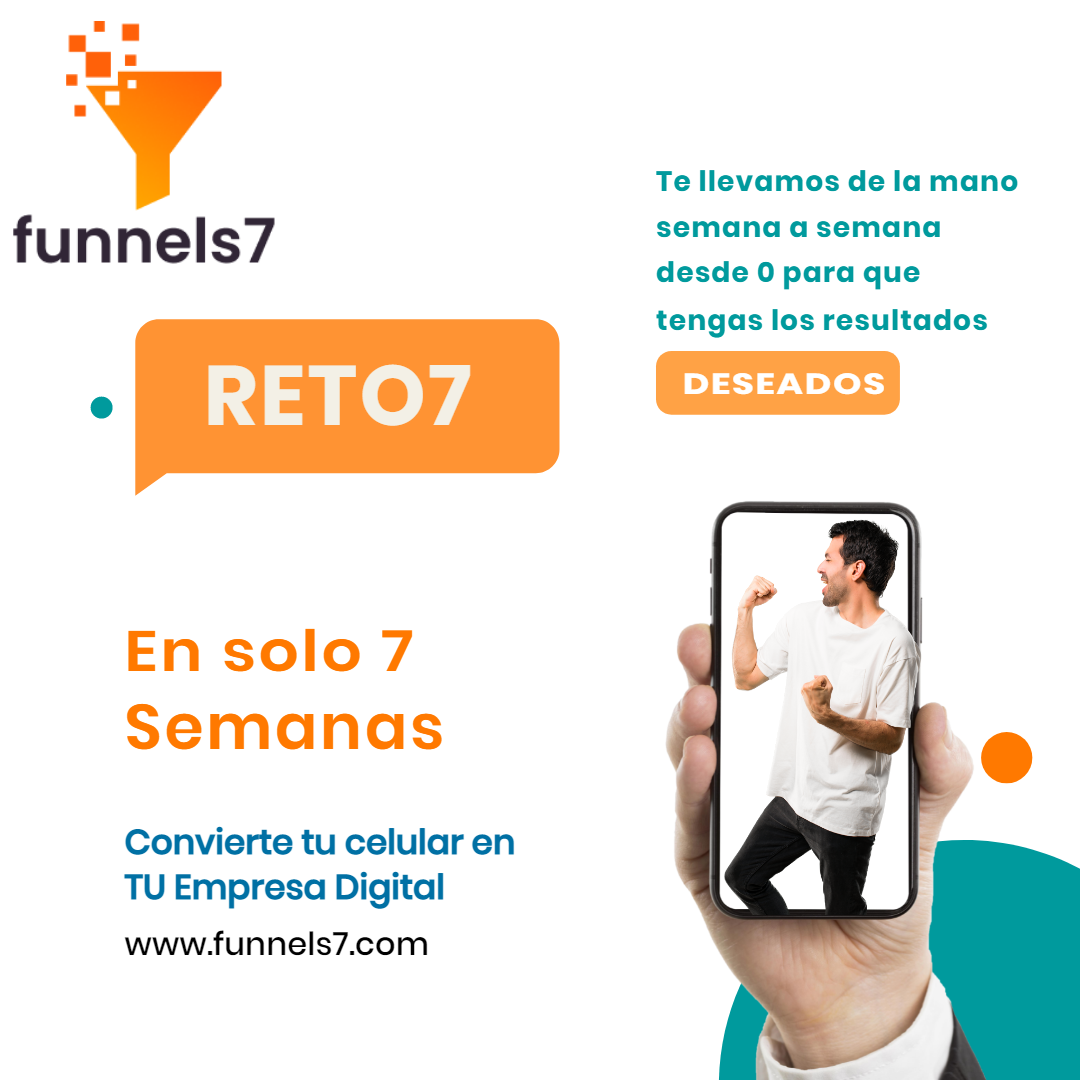 funnels7
RETO7
Te llevamos de la mano
semana a semana
desde 0 para que
tengas los resultados
DESEADOS
En solo 7
Semanas
Convierte tu celular en
TU Empresa Digital
www.funnels7.com